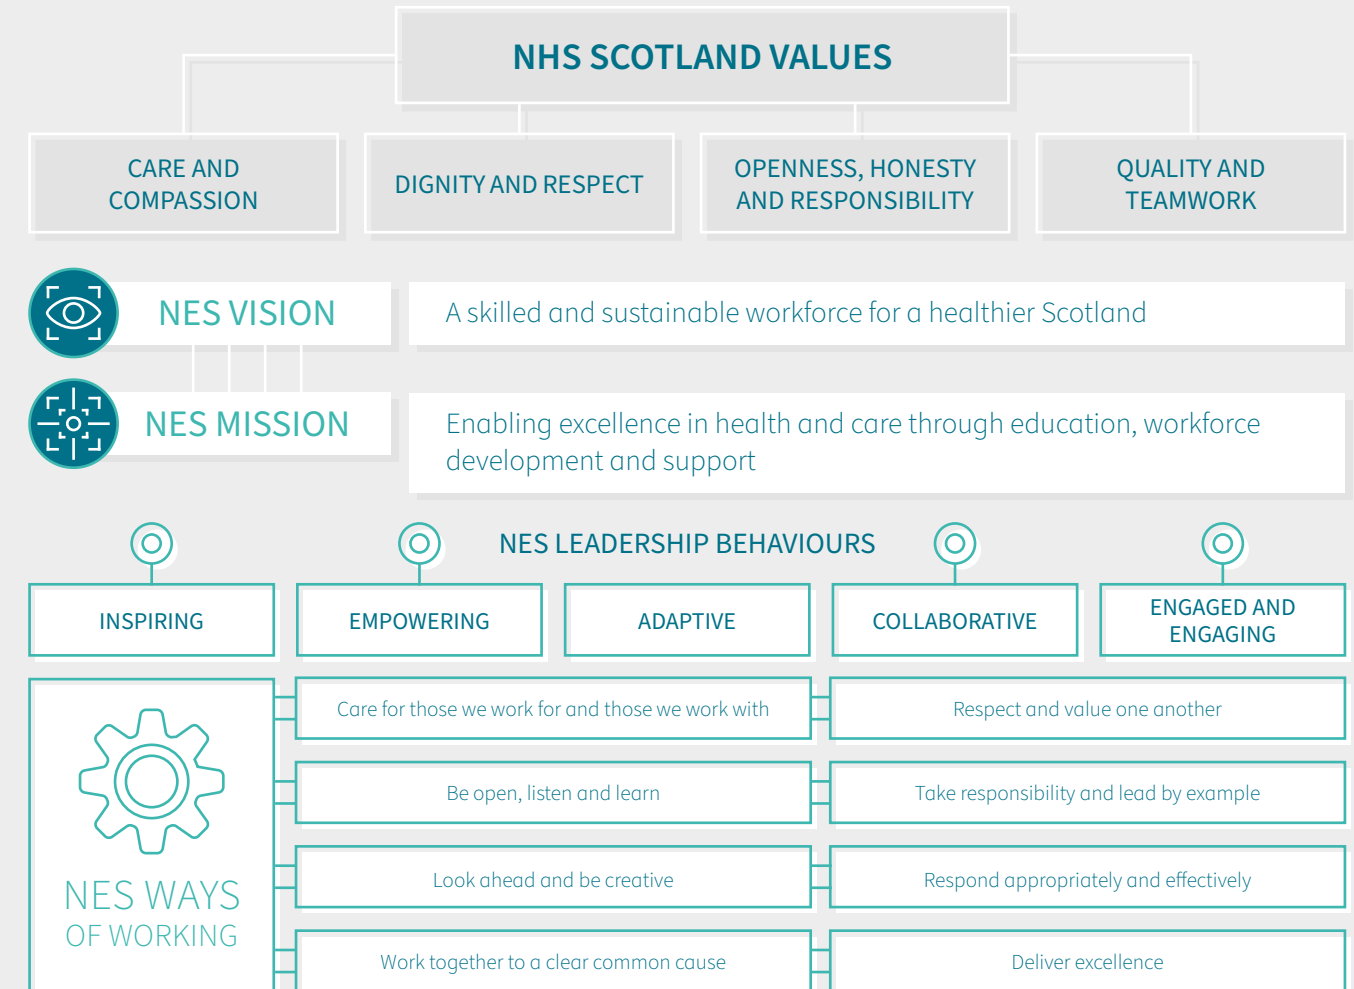 NHS SCOTLAND VALUES
CARE AND
COMPASSION
DIGNITY AND RESPECT
OPENNESS, HONESTY
AND RESPONSIBILITY
QUALITY AND
TEAMWORK
NES VISION
A skilled and sustainable workforce for a healthier Scotland
NES MISSION
Enabling excellence in health and care through education, workforce
development and support
NES LEADERSHIP BEHAVIOURS
INSPIRING
EMPOWERING
ADAPTIVE
COLLABORATIVE
ENGAGED AND
ENGAGING
NES WAYS
OF WORKING
Care for those we work for and those we work with
Respect and value one another
Be open, listen and learn
Take responsibility and lead by example
Look ahead and be creative
Respond appropriately and effectively
Work together to a clear common cause
Deliver excellence